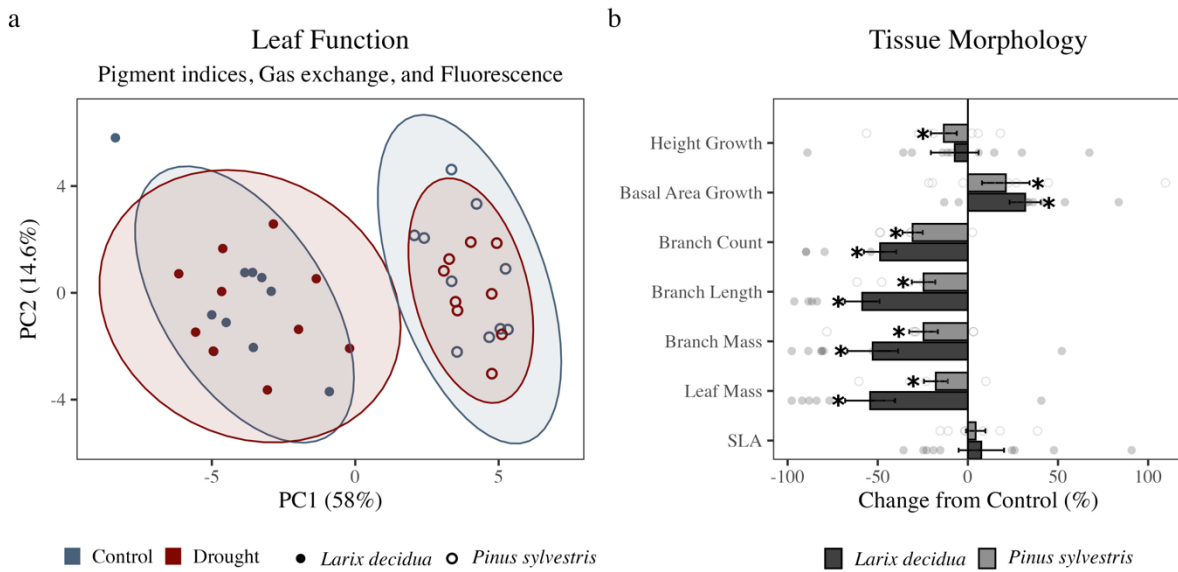 a
Leaf Function
Pigment indices, Gas exchange, and Fluorescence
PC2 (14.6%)
4
0
-4
-5
0
5
PC1 (58%)
Control
Drought
Larix decidua
Pinus sylvestris
b
Tissue Morphology
Height Growth
*
Basal Area Growth
*
*
Branch Count
*
*
Branch Length
*
*
Branch Mass
*
*
Leaf Mass
*
*
SLA
-100
-50
0
50
100
Change from Control (%)
Larix decidua
Pinus sylvestris